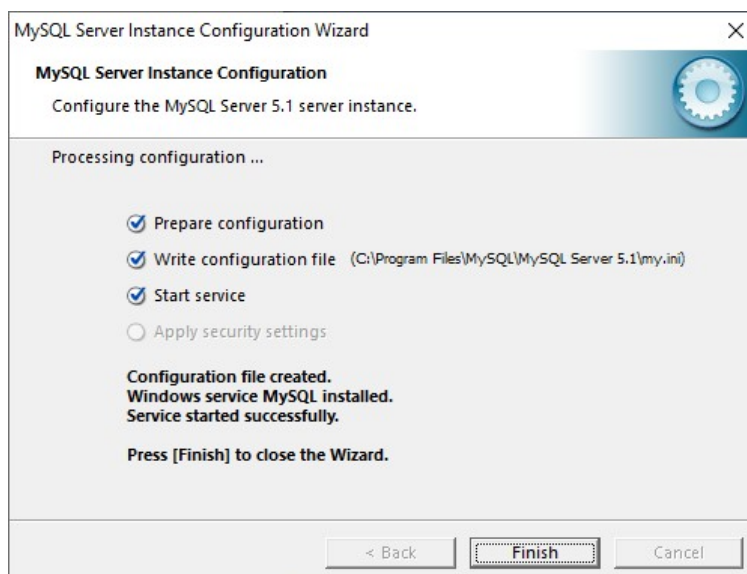 MySQL Server Instance Configuration Wizard
MySQL Server Instance Configuration
Configure the MySQL Server 5.1 server instance.
Processing configuration ...
Prepare configuration
Write configuration file (C:\Program Files\MySQL\MySQL Server 5.1\my.ini)
Start service
Apply security settings
Configuration file created.
Windows service MySQL installed.
Service started successfully.
Press [Finish] to close the Wizard.
< Back Finish Cancel